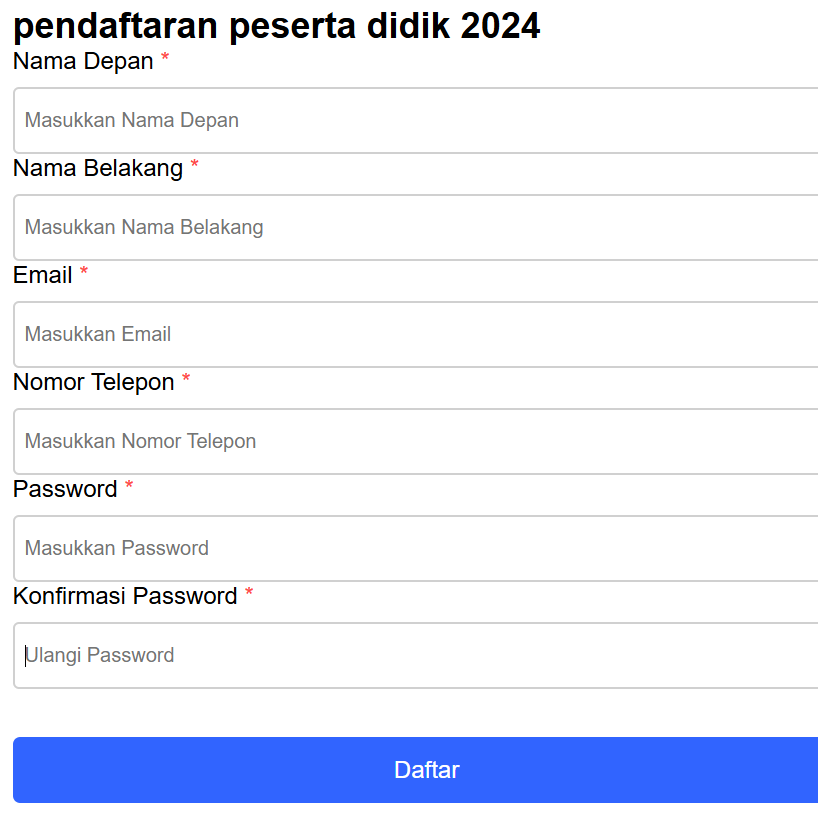 pendaftaran peserta didik 2024
Nama Depan *
Masukkan Nama Depan
Nama Belakang *
Masukkan Nama Belakang
Email *
Masukkan Email
Nomor Telepon *
Masukkan Nomor Telepon
Password *
Masukkan Password
Konfirmasi Password *
Ulangi Password
Daftar